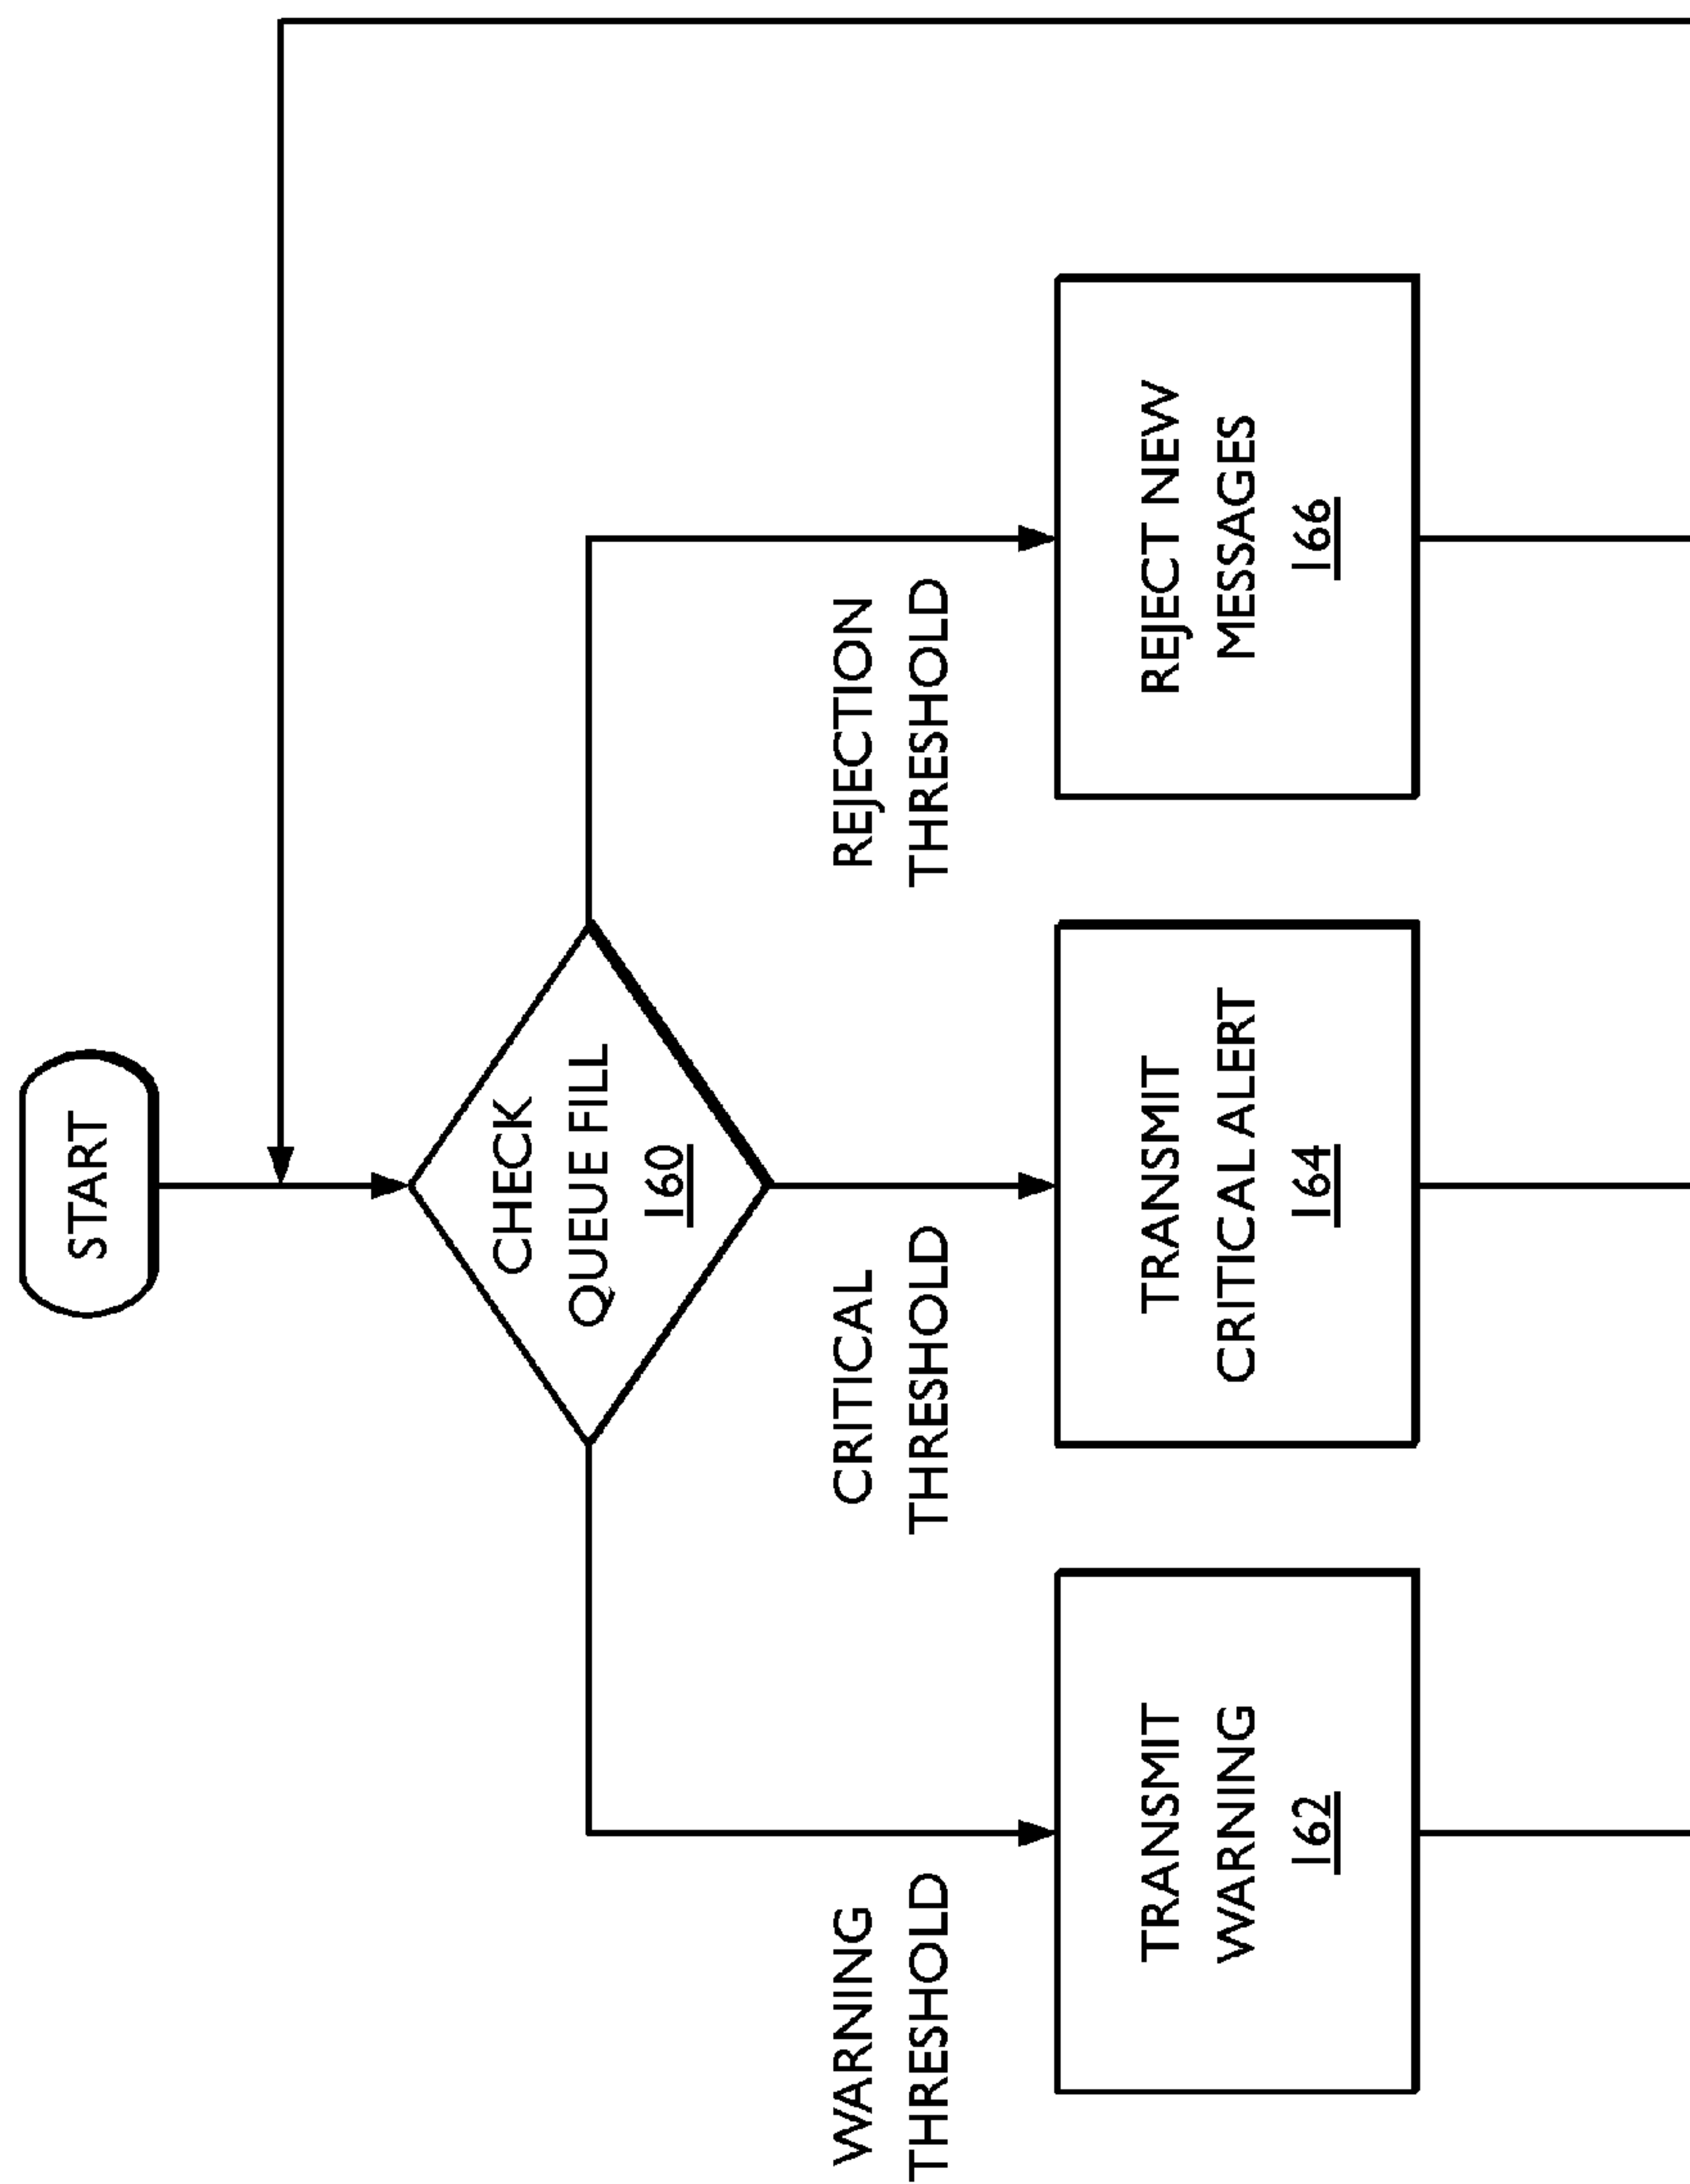 START
CHECK
QUEUE FILL
160
WARNING
THRESHOLD
CRITICAL
THRESHOLD
REJECTION
THRESHOLD
TRANSMIT
WARNING
162
TRANSMIT
CRITICAL ALERT
164
REJECT NEW
MESSAGES
166